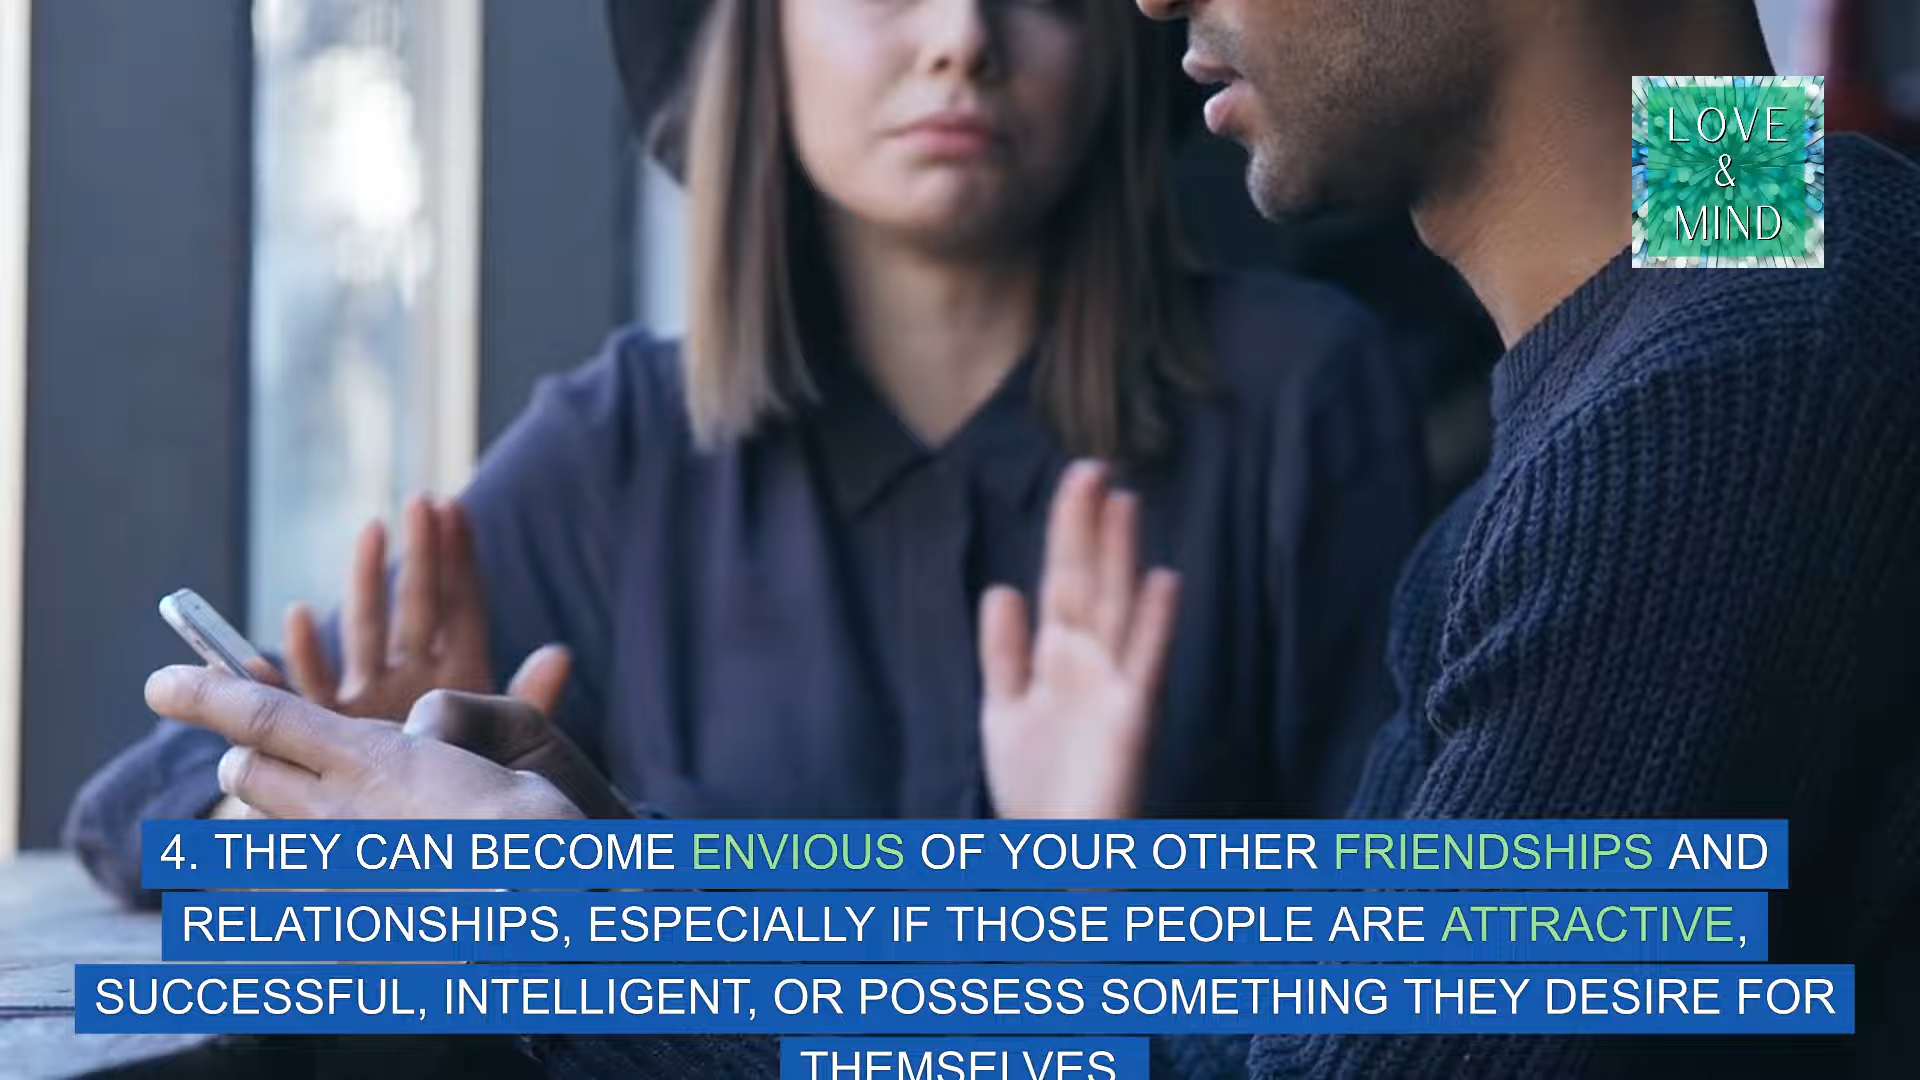 LOVE
&
MIND
4. THEY CAN BECOME ENVIOUS OF YOUR OTHER FRIENDSHIPS AND
RELATIONSHIPS, ESPECIALLY IF THOSE PEOPLE ARE ATTRACTIVE,
SUCCESSFUL, INTELLIGENT, OR POSSESS SOMETHING THEY DESIRE FOR
THEMSELVES